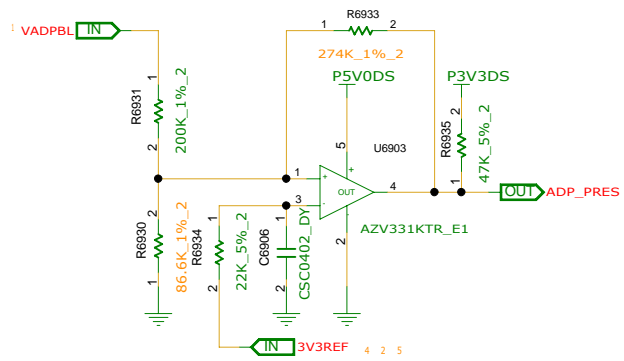 R6933
1 VADPBL IN 1 2
274K_1%_2
P5V0DS P3V3DS
1 R6931 200K_1%_2 2
2 R6935 47K_5%_2 1
5 U6903
1 + OUT 4 OUT ADP_PRES
3 -
2 AZV331KTR_E1
2 R6930 86.6K_1%_2 1
1 R6934 22K_5%_2 2
1 C6906 CSC0402_DY 2
IN 3V3REF 4 2 5